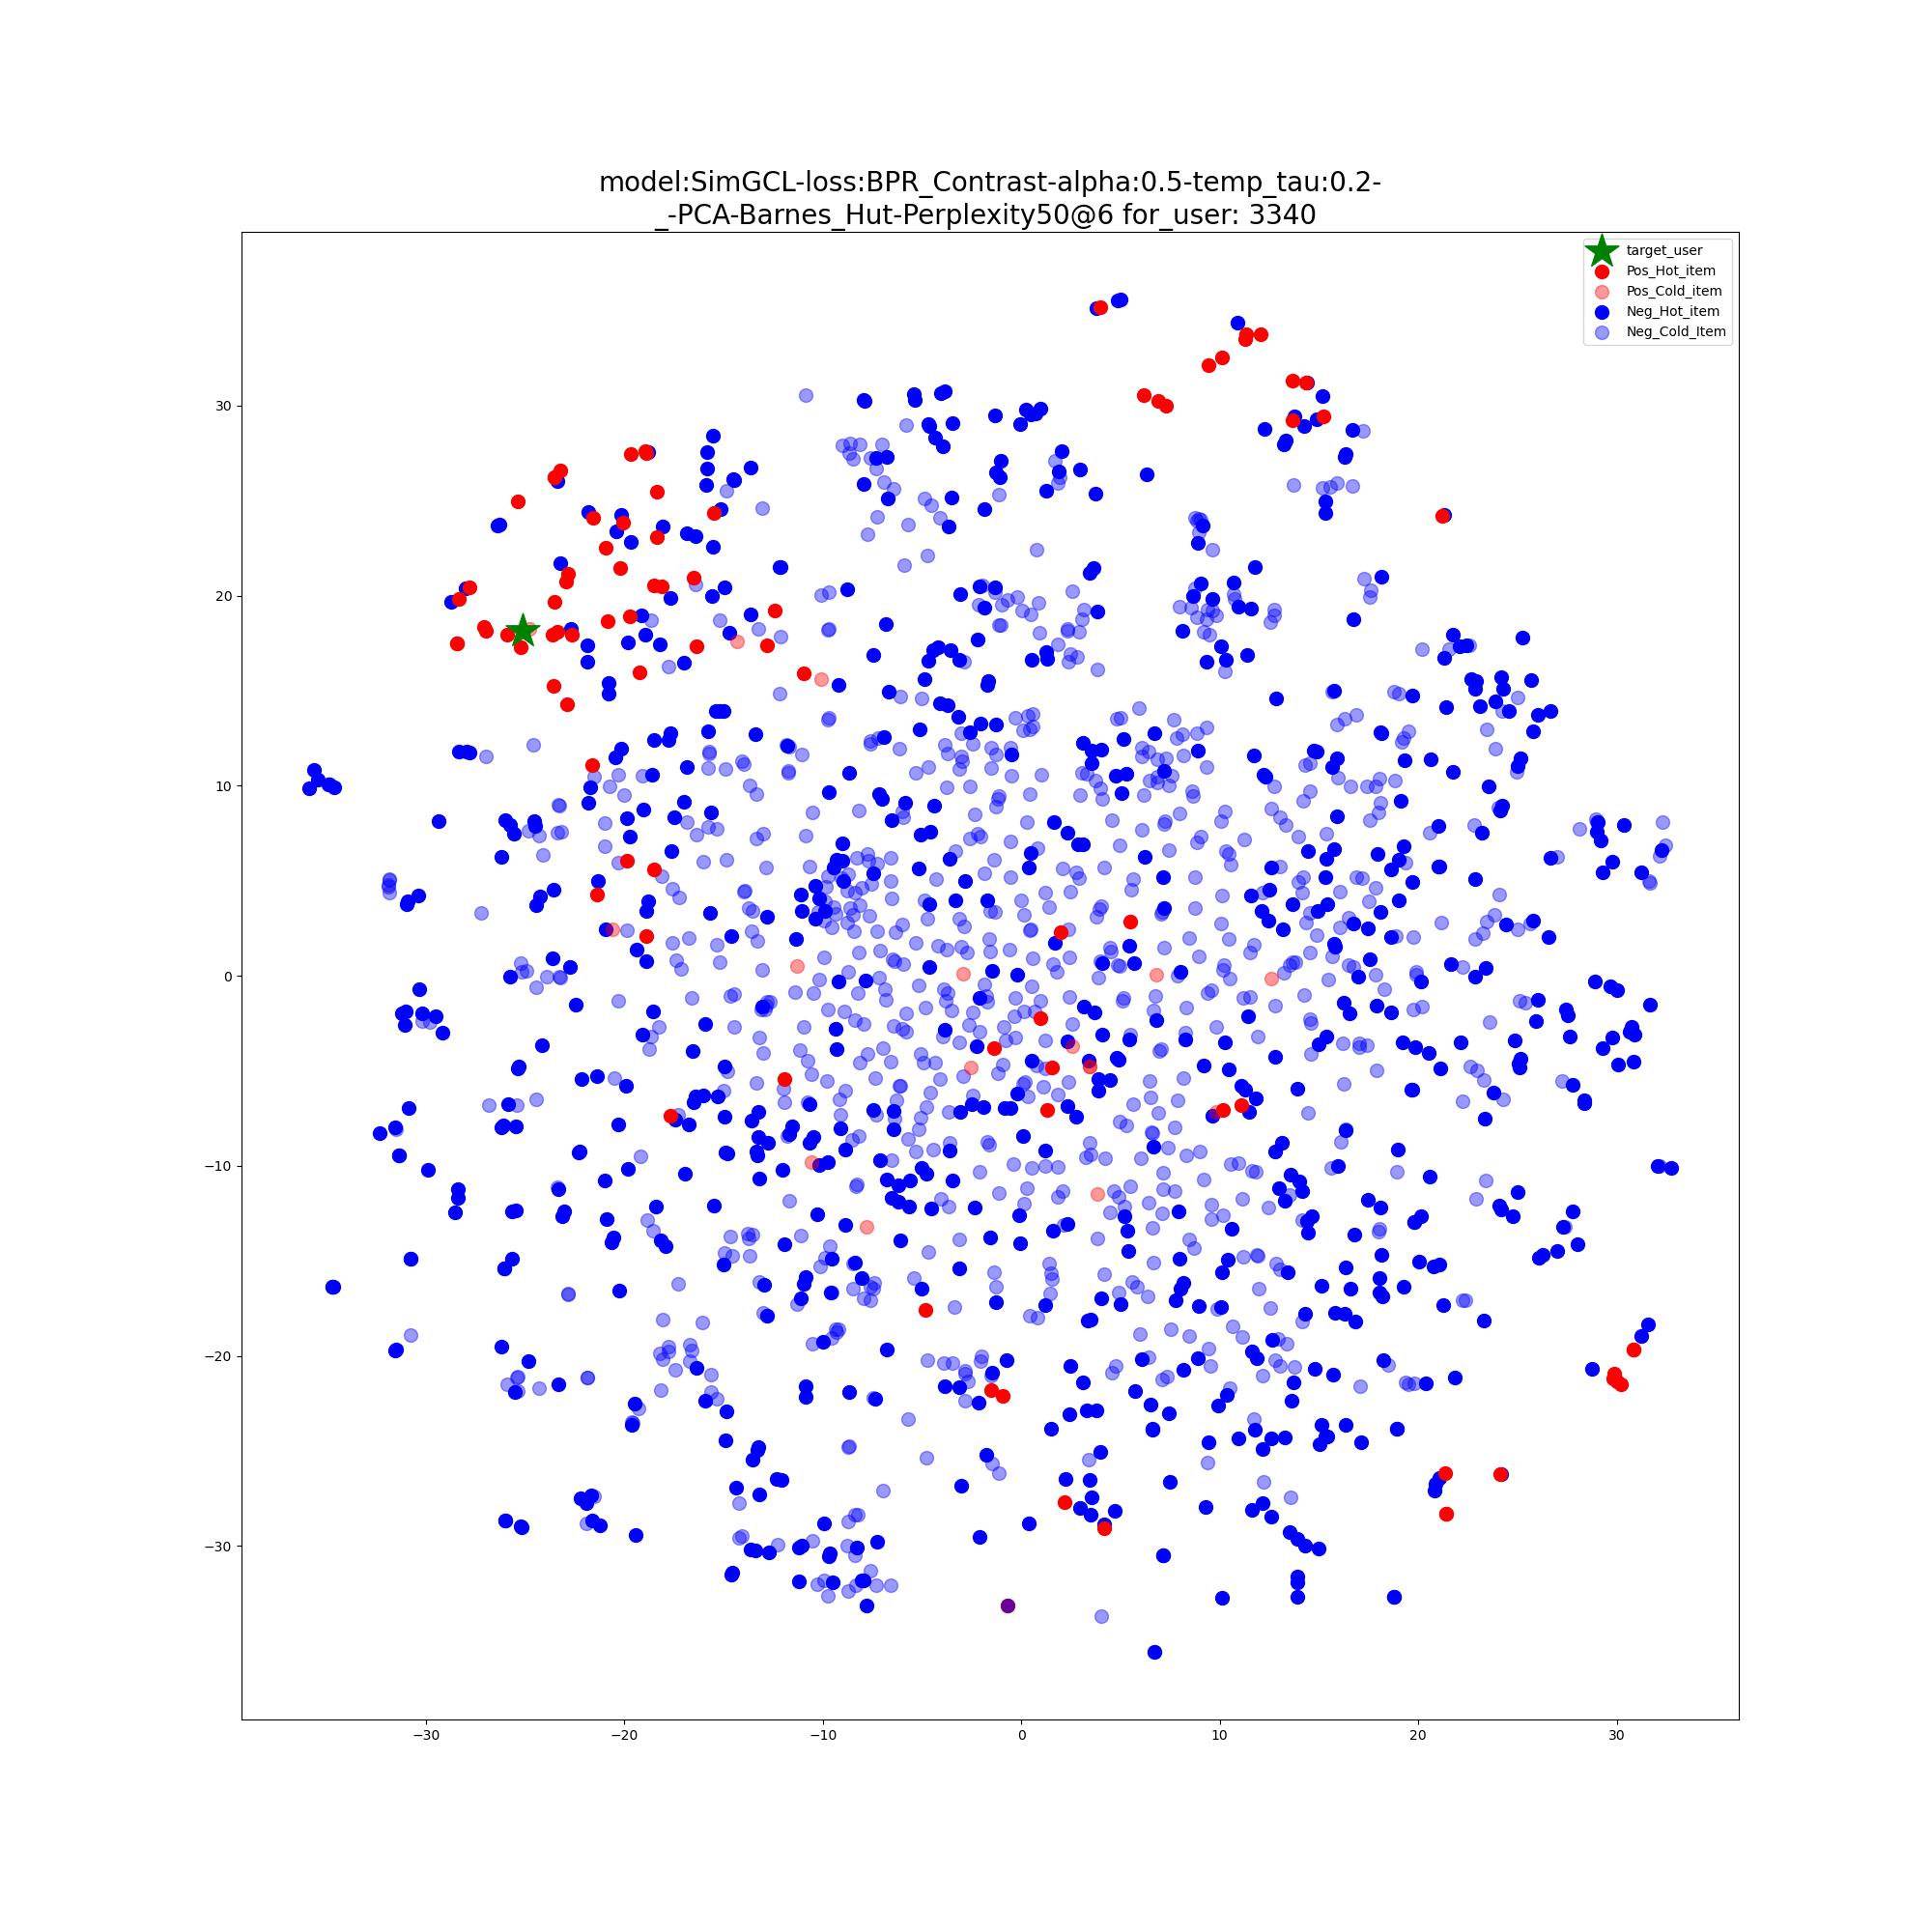 model:SimGCL-loss:BPR_Contrast-alpha:0.5-temp_tau:0.2-
_-PCA-Barnes_Hut-Perplexity50@6 for_user: 3340
target_user
Pos_Hot_item
Pos_Cold_item
Neg_Hot_item
Neg_Cold_Item
30
20
10
0
−10
−20
−30
−30 −20 −10 0 10 20 30